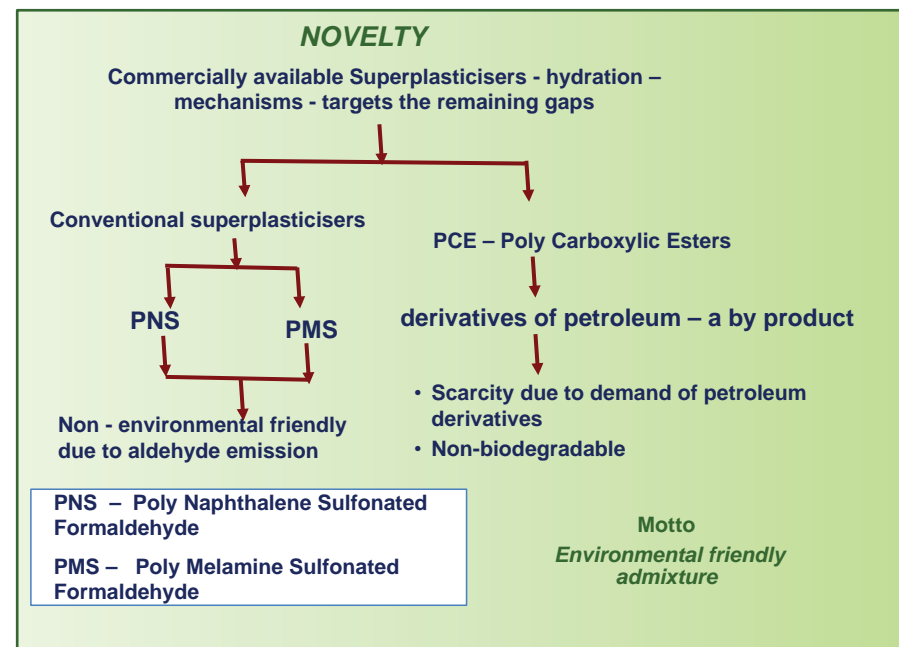 NOVELTY
Commercially available Superplasticisers - hydration –
mechanisms - targets the remaining gaps
Conventional superplasticisers
PCE – Poly Carboxylic Esters
PNS
PMS
derivatives of petroleum – a by product
Non - environmental friendly
due to aldehyde emission
• Scarcity due to demand of petroleum
derivatives
• Non-biodegradable
PNS – Poly Naphthalene Sulfonated
Formaldehyde
PMS – Poly Melamine Sulfonated
Formaldehyde
Motto
Environmental friendly
admixture